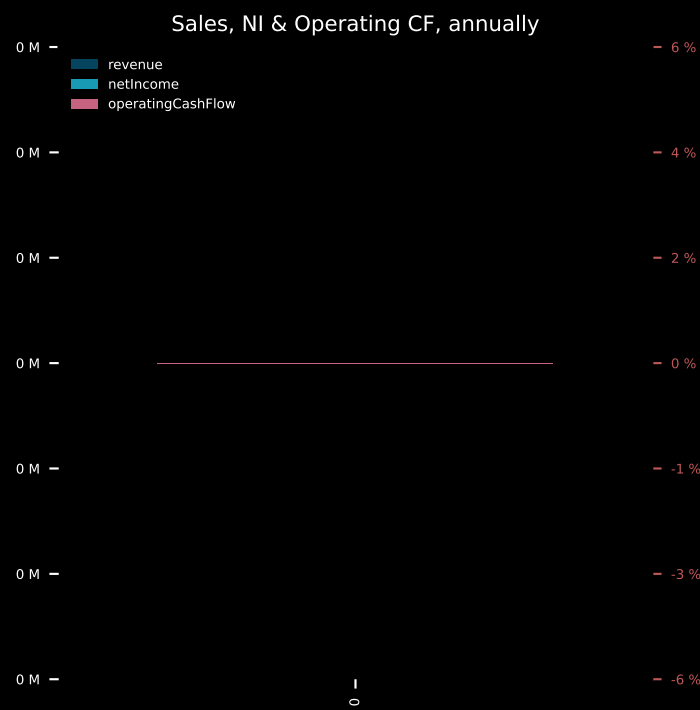 Sales, NI & Operating CF, annually
0 M
6 %
revenue
netIncome
operatingCashFlow
0 M
4 %
0 M
2 %
0 M
0 %
0 M
-1 %
0 M
-3 %
0 M
-6 %
0